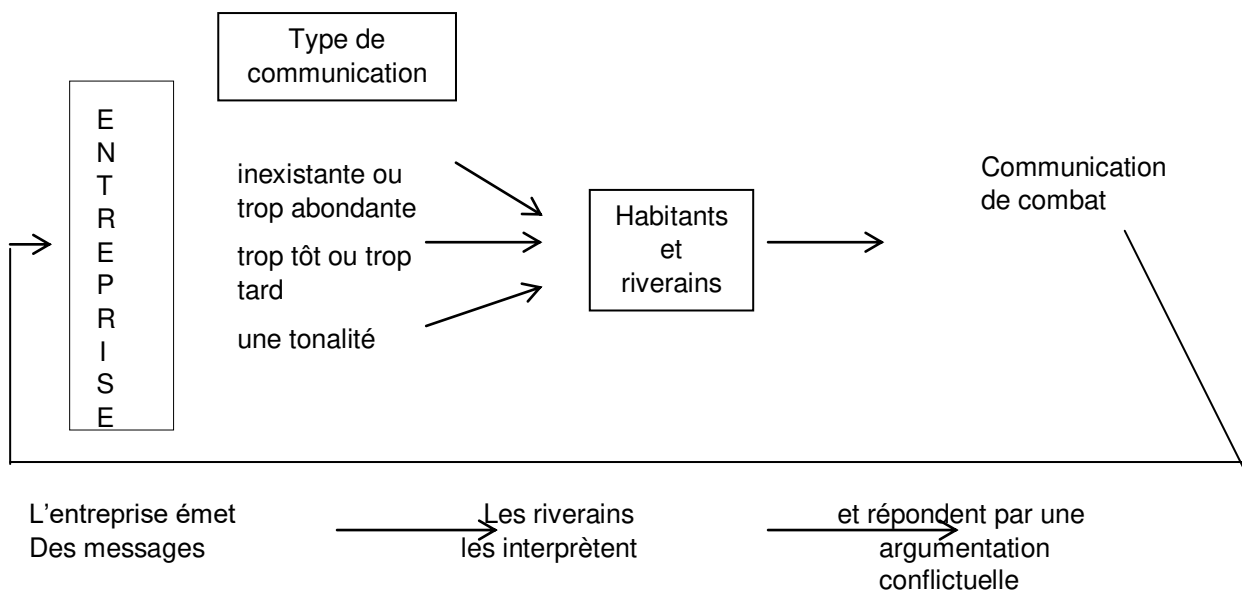 Type de
communication
E
N
T
R
E
P
R
I
S
E
inexistante ou
trop abondante
trop tôt ou trop
tard
une tonalité
Habitants
et
riverains
Communication
de combat
L'entreprise émet
Des messages
Les riverains
les interprètent
et répondent par une
argumentation
conflictuelle